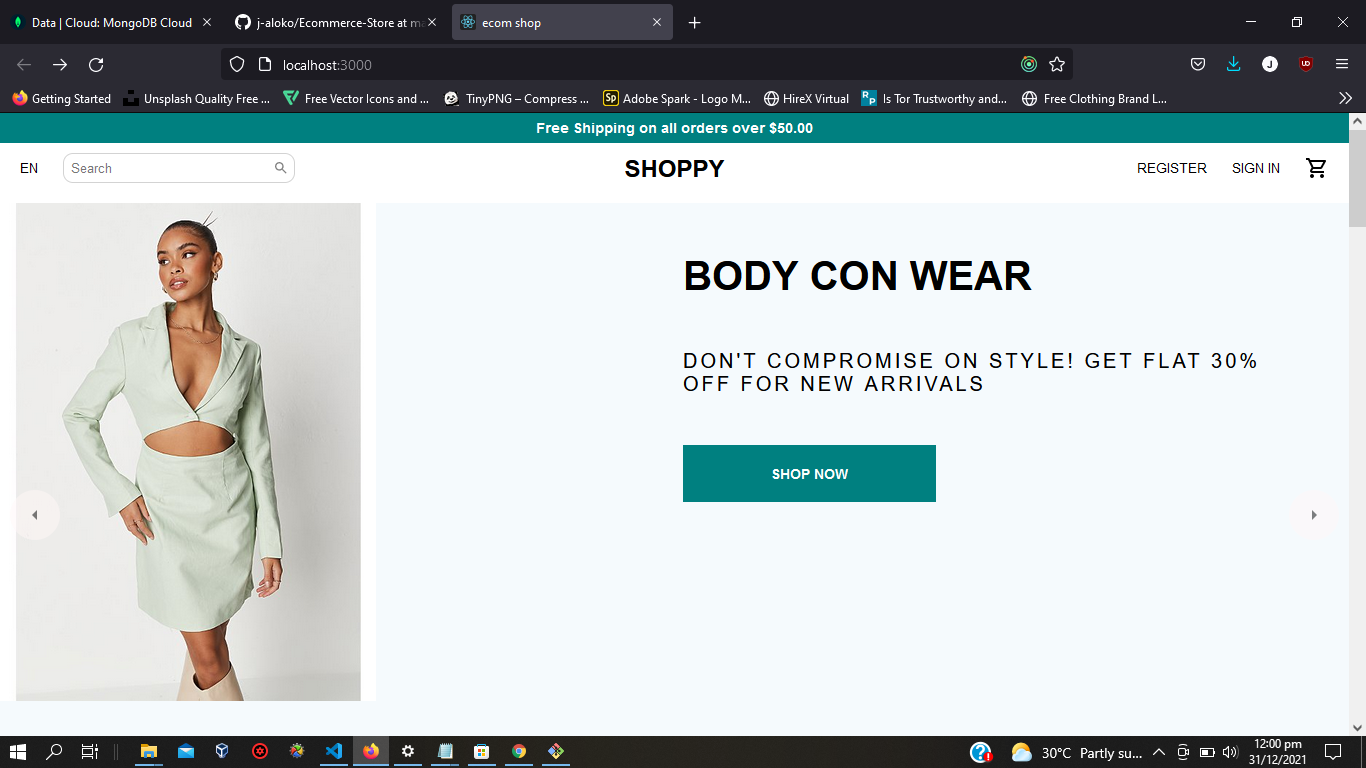 Data | Cloud: MongoDB Cloud
j-aloko/Ecommerce-Store at ma
ecom shop
localhost:3000
J
Getting Started
Unsplash Quality Free ...
Free Vector Icons and ...
TinyPNG – Compress ...
Sp
Adobe Spark - Logo M...
HireX Virtual
RP
Is Tor Trustworthy and...
Free Clothing Brand L...
Free Shipping on all orders over $50.00
EN
Search
SHOPPY
REGISTER
SIGN IN
BODY CON WEAR
DON'T COMPROMISE ON STYLE! GET FLAT 30%
OFF FOR NEW ARRIVALS
SHOP NOW
30°C Partly su...
12:00 pm
31/12/2021